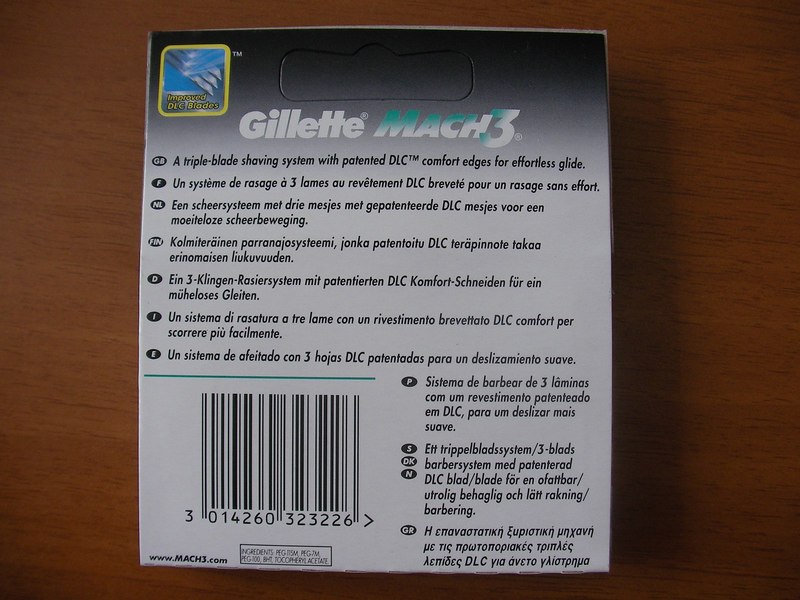 Improved
DLC Blades
™
Gillette® MACH3®
GB A triple-blade shaving system with patented DLC™ comfort edges for effortless glide.
F Un système de rasage à 3 lames au revêtement DLC breveté pour un rasage sans effort.
NL Een scheersysteem met drie mesjes met gepatenteerde DLC mesjes voor een
moeiteloze scheerbeweging.
FIN Kolmiteräinen parranajosysteemi, jonka patentoitu DLC teräpinnote takaa
erinomaisen liukuvuuden.
D Ein 3-Klingen-Rasiersystem mit patentierten DLC Komfort-Schneiden für ein
müheloses Gleiten.
I Un sistema di rasatura a tre lame con un rivestimento brevettato DLC comfort per
scorrere più facilmente.
E Un sistema de afeitado con 3 hojas DLC patentadas para un deslizamiento suave.
P Sistema de barbear de 3 lâminas
com um revestimento patenteado
em DLC, para um deslizar mais
suave.
S Ett trippelbladssystem/3-blads
DK barbersystem med patenterad
N DLC blad/blade för en ofattbar/
utrolig behaglig och lätt rakning/
barbering.
GR Η επαναστατική ξυριστική μηχανή
με τις πρωτοποριακές τριπλές
λεπίδες DLC για άνετο γλίστρημα
3 014260 323226 >
www.MACH3.com
INGREDIENTS: PEG-115M, PEG-7M,
PEG-100, BHT, TOCOPHERYL ACETATE.